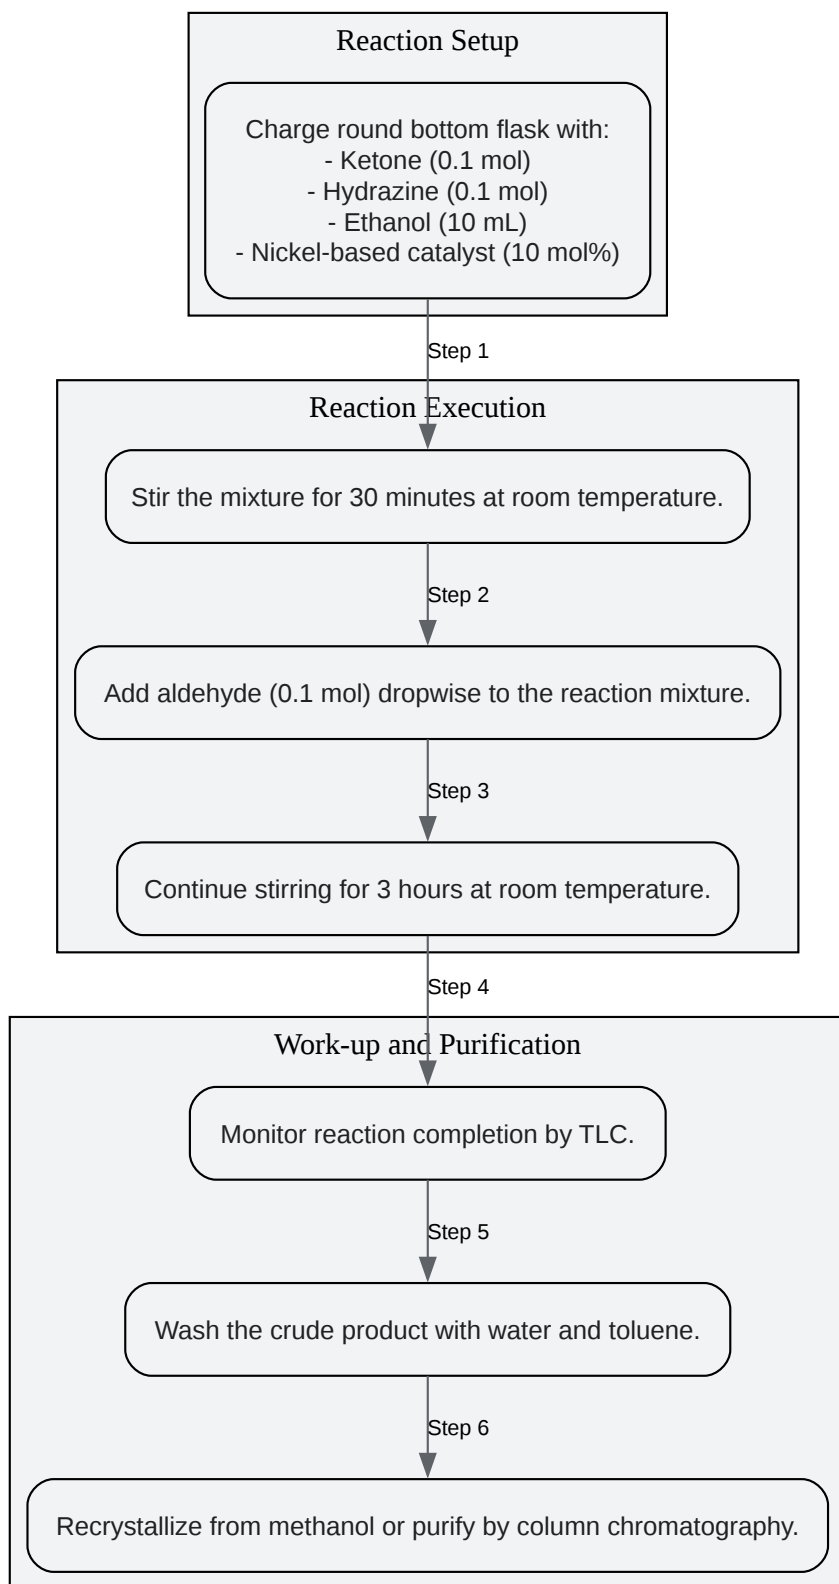 Reaction Setup
Charge round bottom flask with:
- Ketone (0.1 mol)
- Hydrazine (0.1 mol)
- Ethanol (10 mL)
- Nickel-based catalyst (10 mol%)
Step 1
Reaction Execution
Stir the mixture for 30 minutes at room temperature.
Step 2
Add aldehyde (0.1 mol) dropwise to the reaction mixture.
Step 3
Continue stirring for 3 hours at room temperature.
Step 4
Work-up and Purification
Monitor reaction completion by TLC.
Step 5
Wash the crude product with water and toluene.
Step 6
Recrystallize from methanol or purify by column chromatography.